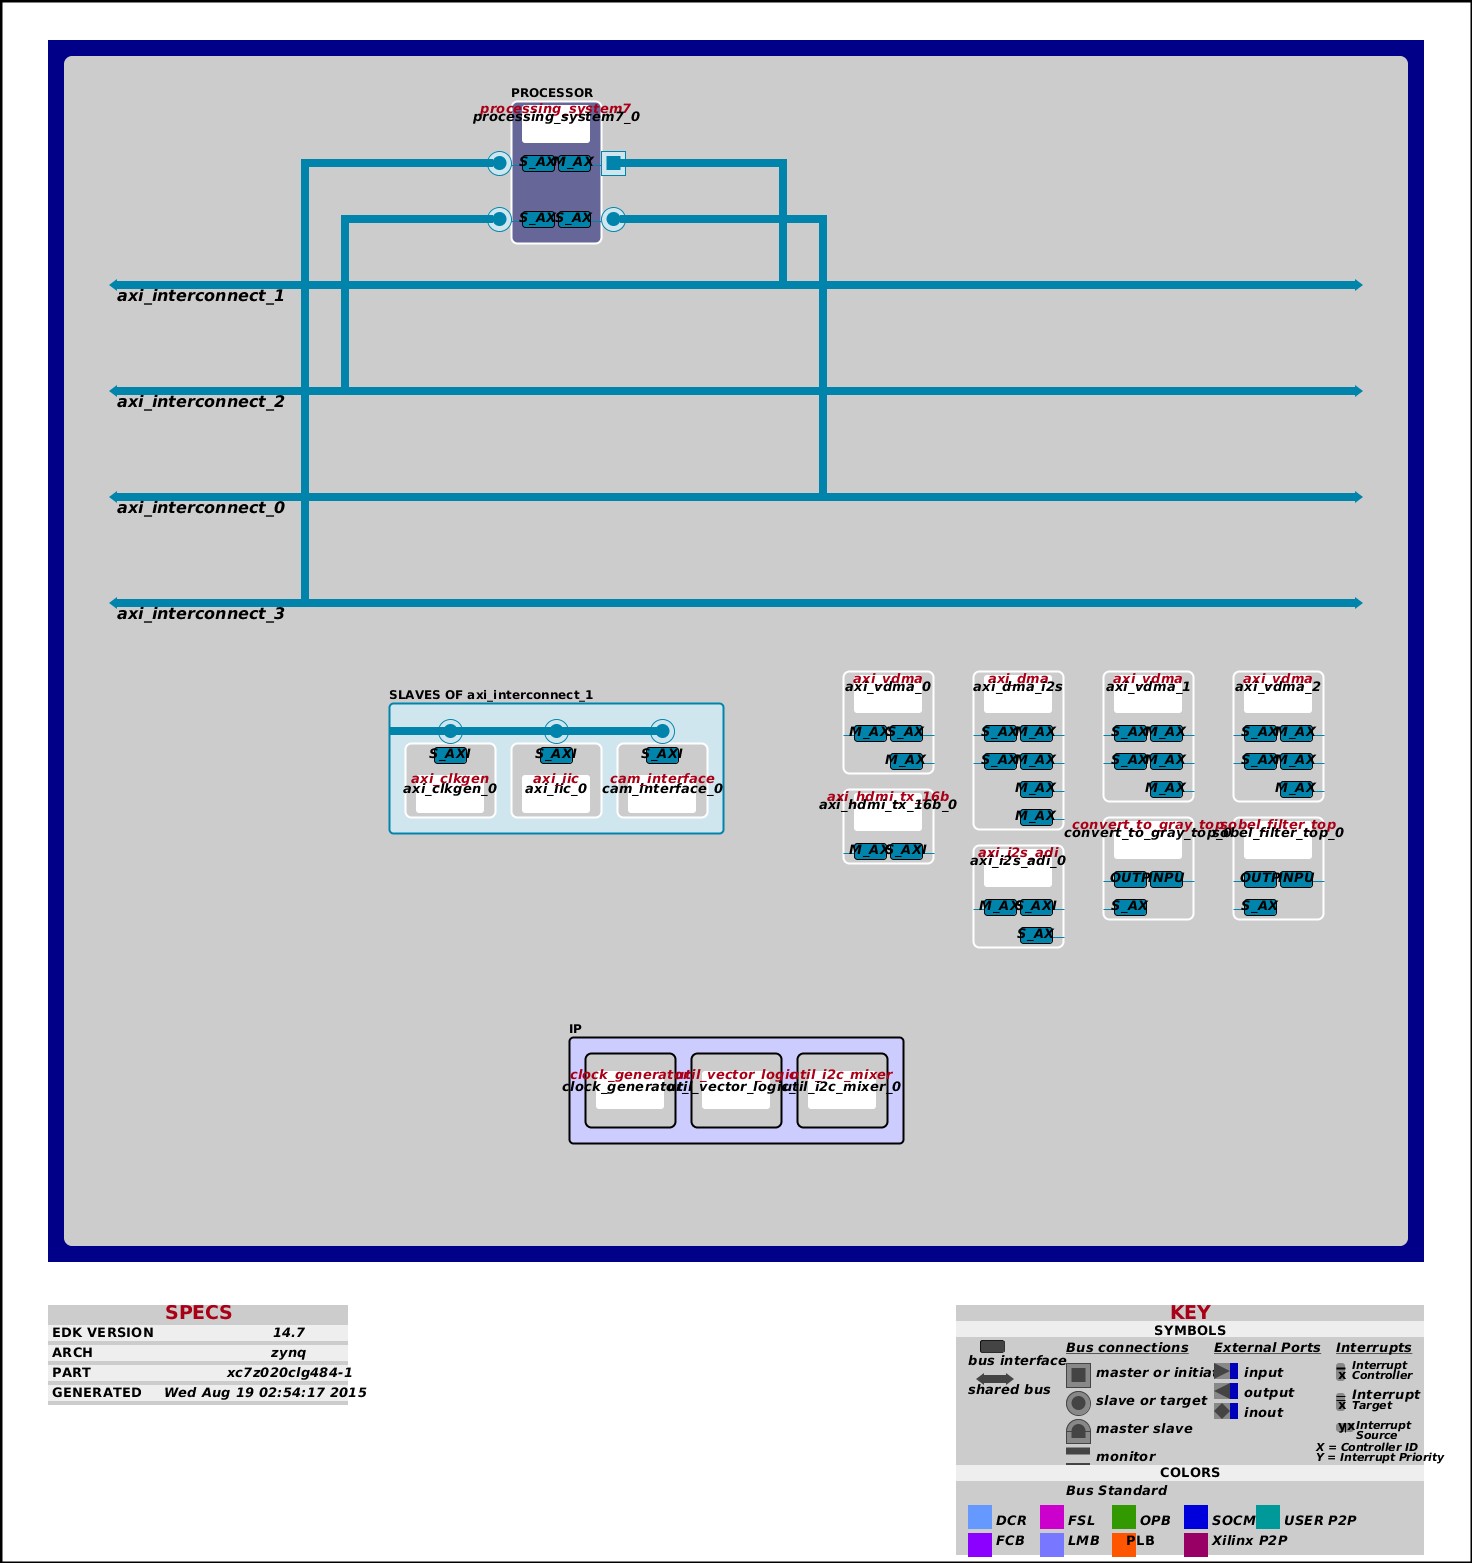 PROCESSOR
processing_system7
processing_system7_0
S_AX M_AX
S_AX S_AX
axi_interconnect_1
axi_interconnect_2
axi_interconnect_0
axi_interconnect_3
SLAVES OF axi_interconnect_1
S_AXI S_AXI S_AXI
axi_clkgen axi_iic cam_interface
axi_clkgen_0 axi_iic_0 cam_interface_0
axi_vdma axi_dma axi_vdma axi_vdma
axi_vdma_0 axi_dma_i2s axi_vdma_1 axi_vdma_2
M_AX S_AX S_AX M_AX S_AX M_AX S_AX M_AX
M_AX S_AX M_AX S_AX M_AX S_AX M_AX
M_AX M_AX M_AX
M_AX
axi_hdmi_tx_16b
axi_hdmi_tx_16b_0
M_AX S_AXI
axi_i2s_adi
axi_i2s_adi_0
M_AX S_AXI
S_AX
convert_to_gray_top sobel_filter_top
convert_to_gray_top_0 sobel_filter_top_0
OUTP INPU OUTP INPU
S_AX S_AX
IP
clock_generator util_vector_logic util_i2c_mixer
clock_generator util_vector_logic util_i2c_mixer_0
SPECS
EDK VERSION 14.7
ARCH zynq
PART xc7z020clg484-1
GENERATED Wed Aug 19 02:54:17 2015
KEY
SYMBOLS
bus interface
shared bus
Bus connections
master or initiat
slave or target
master slave
monitor
External Ports
input
output
inout
Interrupts
x Interrupt
Controller
x Interrupt
Target
yx Interrupt
Source
X = Controller ID
Y = Interrupt Priority
COLORS
Bus Standard
DCR FSL OPB SOCM USER P2P
FCB LMB PLB Xilinx P2P